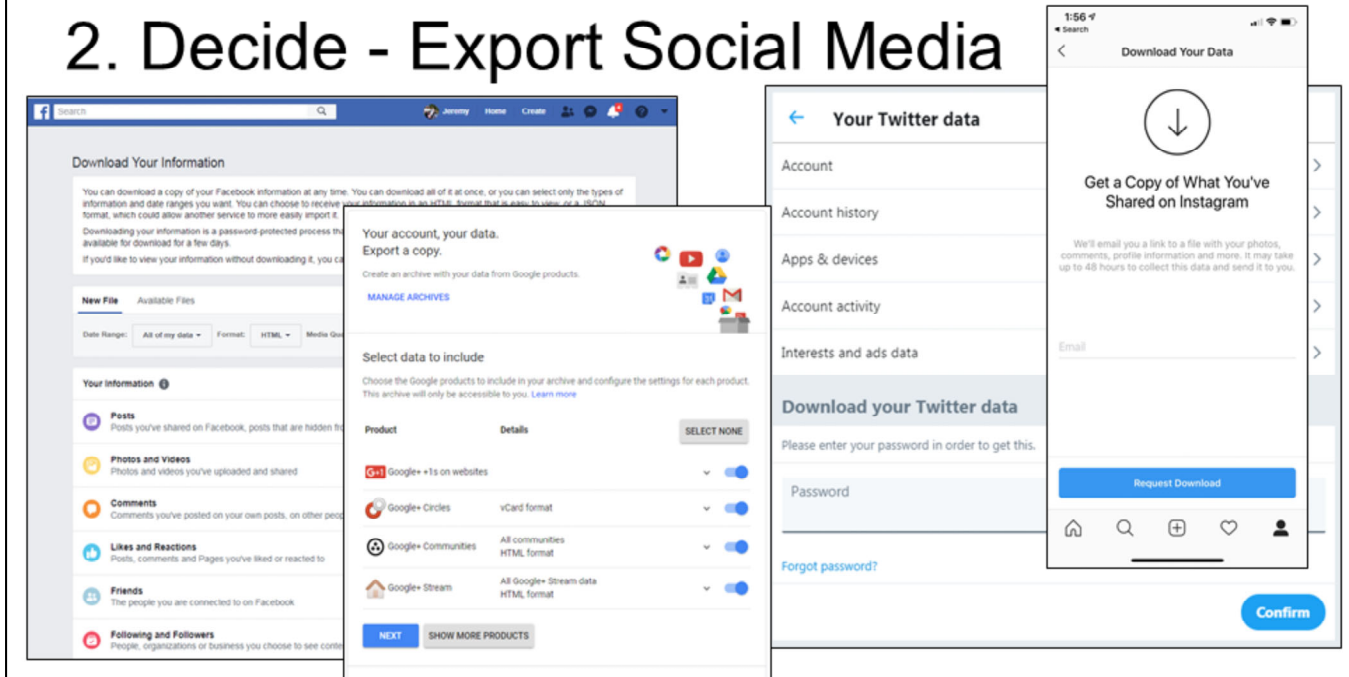 2. Decide - Export Social Media
Search
Jeremy Home Create
Download Your Information
You can download a copy of your Facebook information at any time. You can download all of it at once, or you can select only the types of
information and date ranges you want. You can choose to receive your information in an HTML format that is easy to view, or a JSON
format, which could allow another service to more easily import it.
Downloading your information is a password-protected process
available for download for a few days.
If you'd like to view your information without downloading it, you
New File Available Files
Date Range: All of my data Format: HTML Media
Your Information
Posts
Posts you've shared on Facebook, posts that are hidden
Photos and Videos
Photos and videos you've uploaded and shared
Comments
Comments you've posted on your own posts, on other
Likes and Reactions
Posts, comments and Pages you've liked or reacted to
Friends
The people you are connected to on Facebook
Following and Followers
People, organizations or business you choose to see
Your account, your data.
Export a copy.
Create an archive with your data from Google products.
MANAGE ARCHIVES
31
Select data to include
Choose the Google products to include in your archive and configure the settings for each product.
This archive will only be accessible to you. Learn more
Product Details SELECT NONE
G+1 Google+ +1s on websites
Google+ Circles vCard format
Google+ Communities All communities
HTML format
Google+ Stream All Google+ Stream data
HTML format
NEXT SHOW MORE PRODUCTS
Your Twitter data
Account
Account history
Apps & devices
Account activity
Interests and ads data
Download your Twitter data
Please enter your password in order to get this.
Password
Forgot password?
Confirm
1:56
Search
Download Your Data
Get a Copy of What You've
Shared on Instagram
We'll email you a link to a file with your photos,
comments, profile information and more. It may take
up to 48 hours to collect this data and send it to you.
Email
Request Download